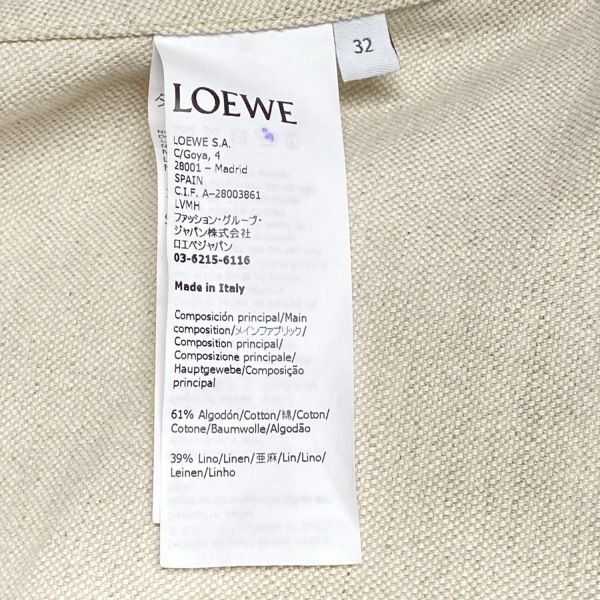 32
LOEWE
LOEWE S.A.
C/Goya, 4
28001 – Madrid
SPAIN
C.I.F. A–28003861
LVMH
ファッション・グループ・
ジャパン株式会社
ロエベジャパン
03-6215-6116
Made in Italy
Composición principal/Main
composition/メインファブリック/
Composition principal/
Composizione principale/
Hauptgewebe/Composição
principal
61% Algodón/Cotton/綿/Coton/
Cotone/Baumwolle/Algodão
39% Lino/Linen/亜麻/Lin/Lino/
Leinen/Linho